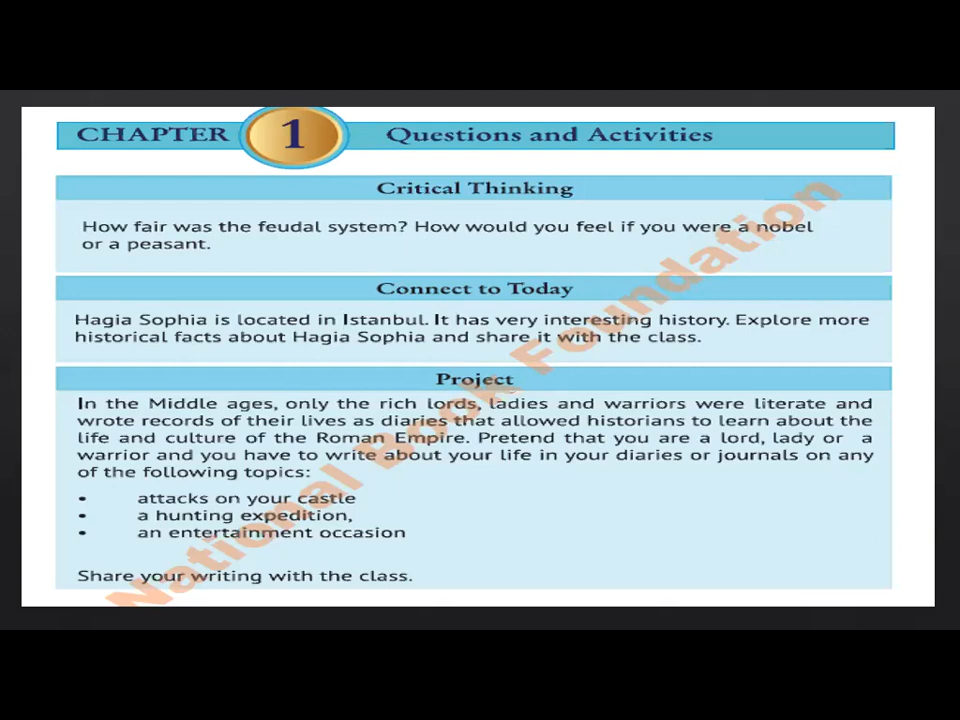 CHAPTER 1 Questions and Activities
Critical Thinking
How fair was the feudal system? How would you feel if you were a nobel
or a peasant.
Connect to Today
Hagia Sophia is located in Istanbul. It has very interesting history. Explore more
historical facts about Hagia Sophia and share it with the class.
Project
In the Middle ages, only the rich lords, ladies and warriors were literate and
wrote records of their lives as diaries that allowed historians to learn about the
life and culture of the Roman Empire. Pretend that you are a lord, lady or a
warrior and you have to write about your life in your diaries or journals on any
of the following topics:
• attacks on your castle
• a hunting expedition,
• an entertainment occasion
Share your writing with the class.
National Book Foundation